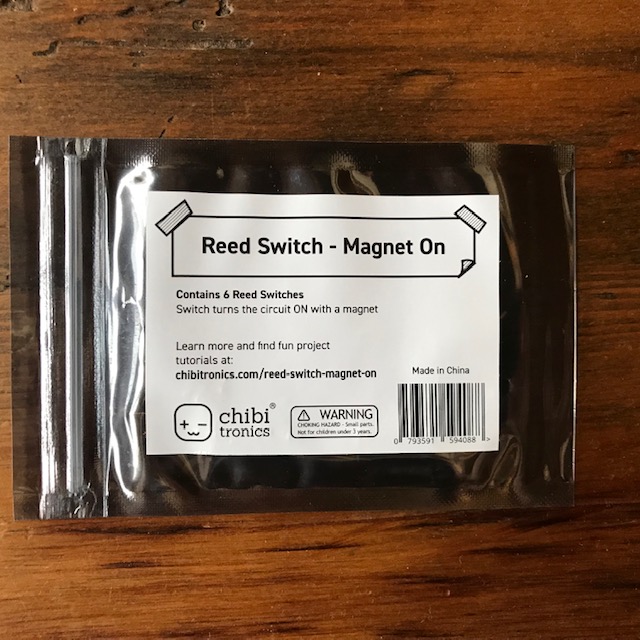 Reed Switch - Magnet On
Contains 6 Reed Switches
Switch turns the circuit ON with a magnet
Learn more and find fun project
tutorials at:
chibitronics.com/reed-switch-magnet-on
Made in China
chibi®
tronics
WARNING
CHOKING HAZARD - Small parts.
Not for children under 3 years.
0 793591 594088 >